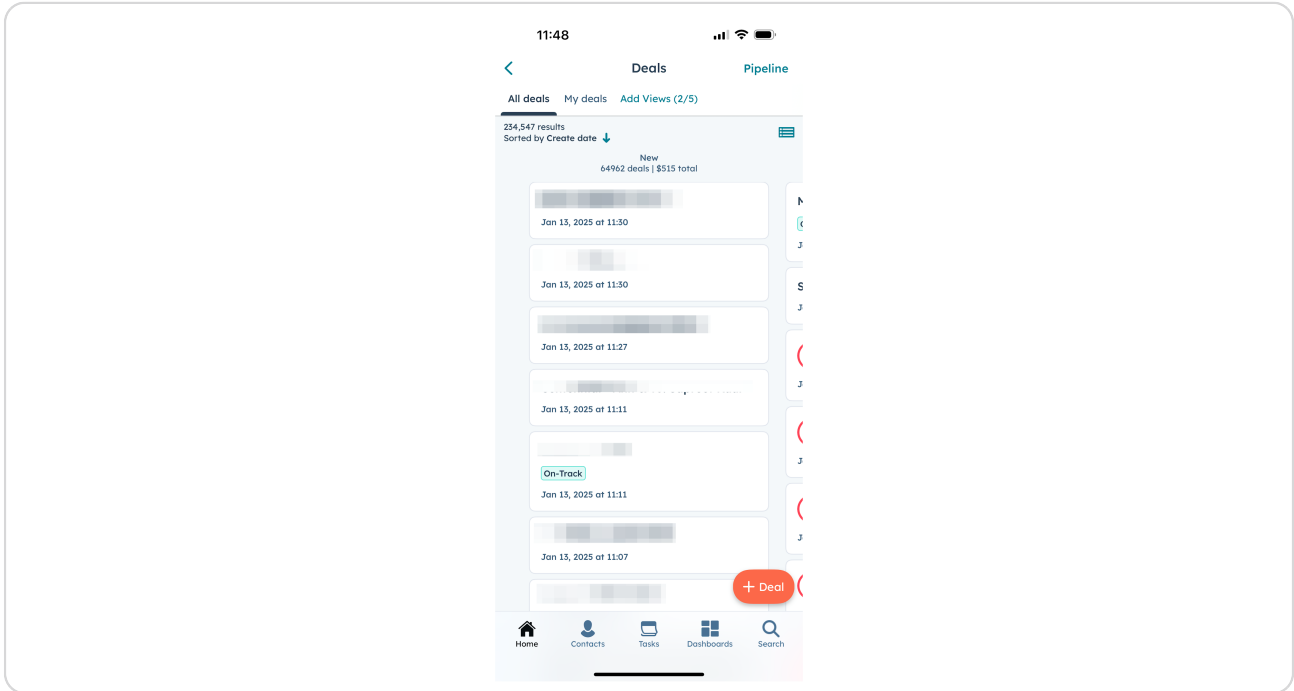 11:48
Deals
Pipeline
All deals
My deals
Add Views (2/5)
234,547 results
Sorted by Create date
New
64962 deals | $515 total
Jan 13, 2025 at 11:30
Jan 13, 2025 at 11:30
Jan 13, 2025 at 11:27
Jan 13, 2025 at 11:11
On-Track
Jan 13, 2025 at 11:11
Jan 13, 2025 at 11:07
+ Deal
Home
Contacts
Tasks
Dashboards
Search